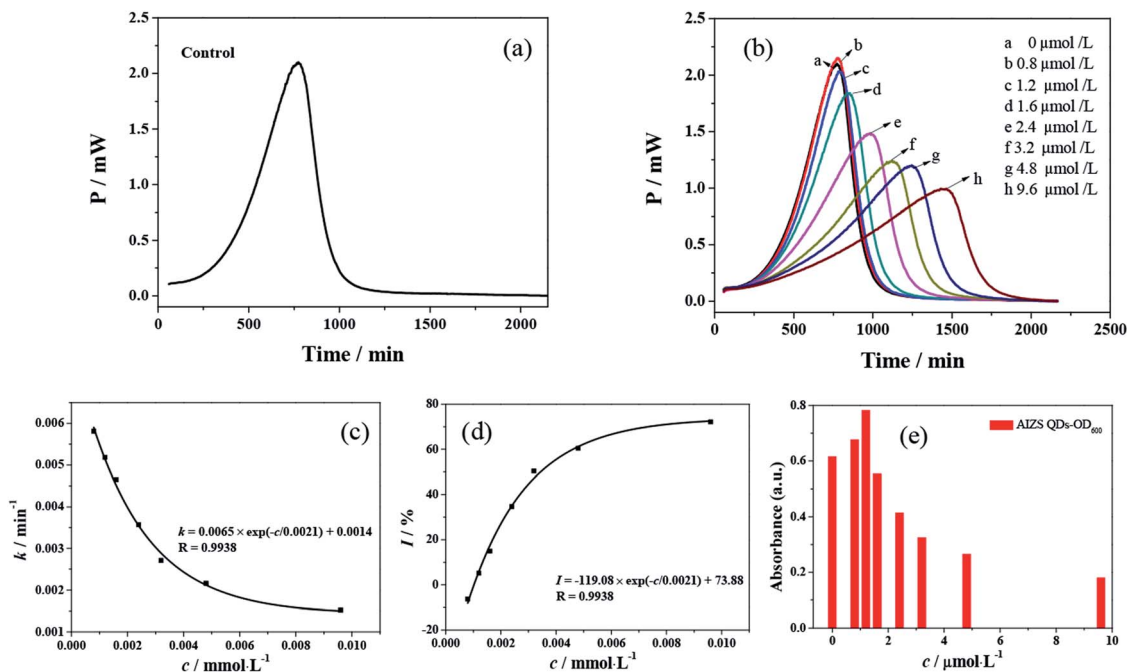 (a)
Control
P / mW
2.5
2.0
1.5
1.0
0.5
0.0
0 500 1000 1500 2000
Time / min
(b)
P / mW
2.5
2.0
1.5
1.0
0.5
0.0
a
b
c
d
e
f
g
h
a 0 µmol /L
b 0.8 µmol /L
c 1.2 µmol /L
d 1.6 µmol /L
e 2.4 µmol /L
f 3.2 µmol /L
g 4.8 µmol /L
h 9.6 µmol /L
0 500 1000 1500 2000 2500
Time / min
(c)
k / min⁻¹
0.006
0.005
0.004
0.003
0.002
0.001
k = 0.0065 × exp(-c/0.0021) + 0.0014
R = 0.9938
0.000 0.002 0.004 0.006 0.008 0.010
c / mmol·L⁻¹
(d)
I / %
80
60
40
20
0
-20
I = -119.08 × exp(-c/0.0021) + 73.88
R = 0.9938
0.000 0.002 0.004 0.006 0.008 0.010
c / mmol·L⁻¹
(e)
AIZS QDs-OD₆₀₀
Absorbance (a.u.)
0.8
0.6
0.4
0.2
0.0
0 2 4 6 8 10
c / µmol·L⁻¹